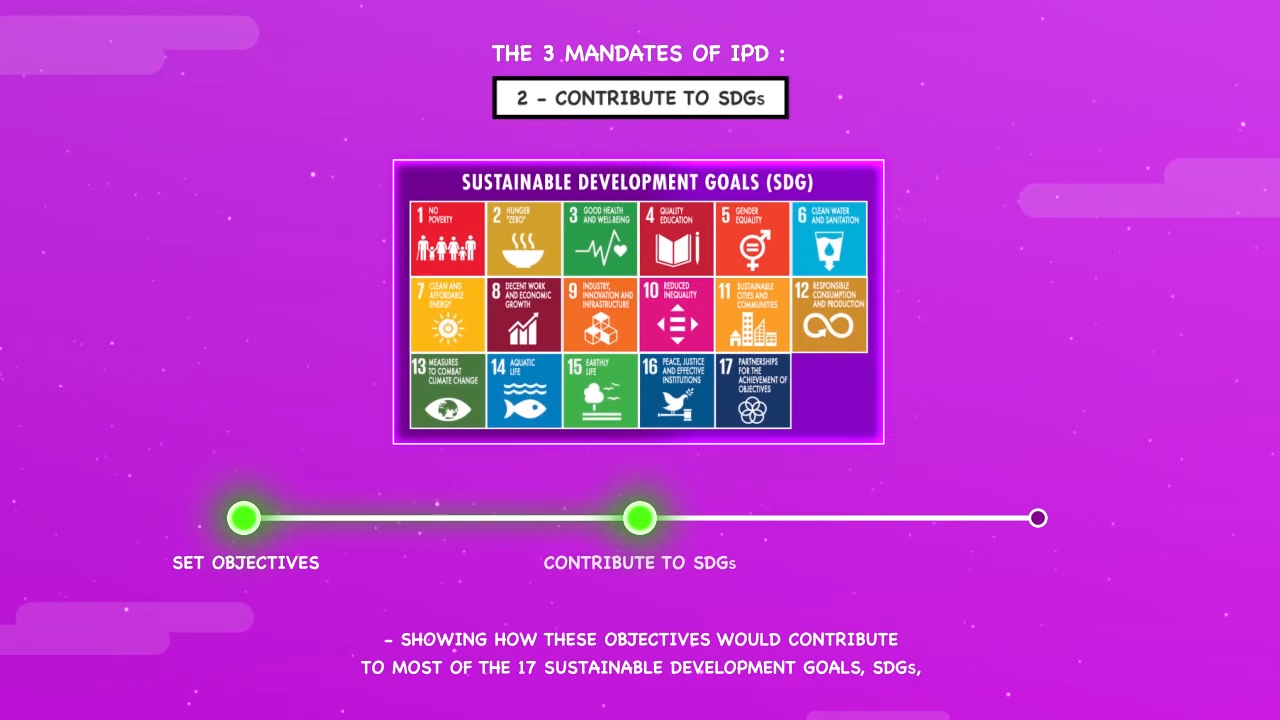 THE 3 MANDATES OF IPD :
2 - CONTRIBUTE TO SDGs
SUSTAINABLE DEVELOPMENT GOALS (SDG)
1 NO
POVERTY
2 HUNGER
"ZERO"
3 GOOD HEALTH
AND WELL-BEING
4 QUALITY
EDUCATION
5 GENDER
EQUALITY
6 CLEAN WATER
AND SANITATION
7 CLEAN AND
AFFORDABLE
ENERGY
8 DECENT WORK
AND ECONOMIC
GROWTH
9 INDUSTRY,
INNOVATION AND
INFRASTRUCTURE
10 REDUCED
INEQUALITY
11 SUSTAINABLE
CITIES AND
COMMUNITIES
12 RESPONSIBLE
CONSUMPTION
AND PRODUCTION
13 MEASURES
TO COMBAT
CLIMATE CHANGE
14 AQUATIC
LIFE
15 EARTHLY
LIFE
16 PEACE, JUSTICE
AND EFFECTIVE
INSTITUTIONS
17 PARTNERSHIPS
FOR THE
ACHIEVEMENT OF
OBJECTIVES
SET OBJECTIVES
CONTRIBUTE TO SDGs
- SHOWING HOW THESE OBJECTIVES WOULD CONTRIBUTE
TO MOST OF THE 17 SUSTAINABLE DEVELOPMENT GOALS, SDGs,